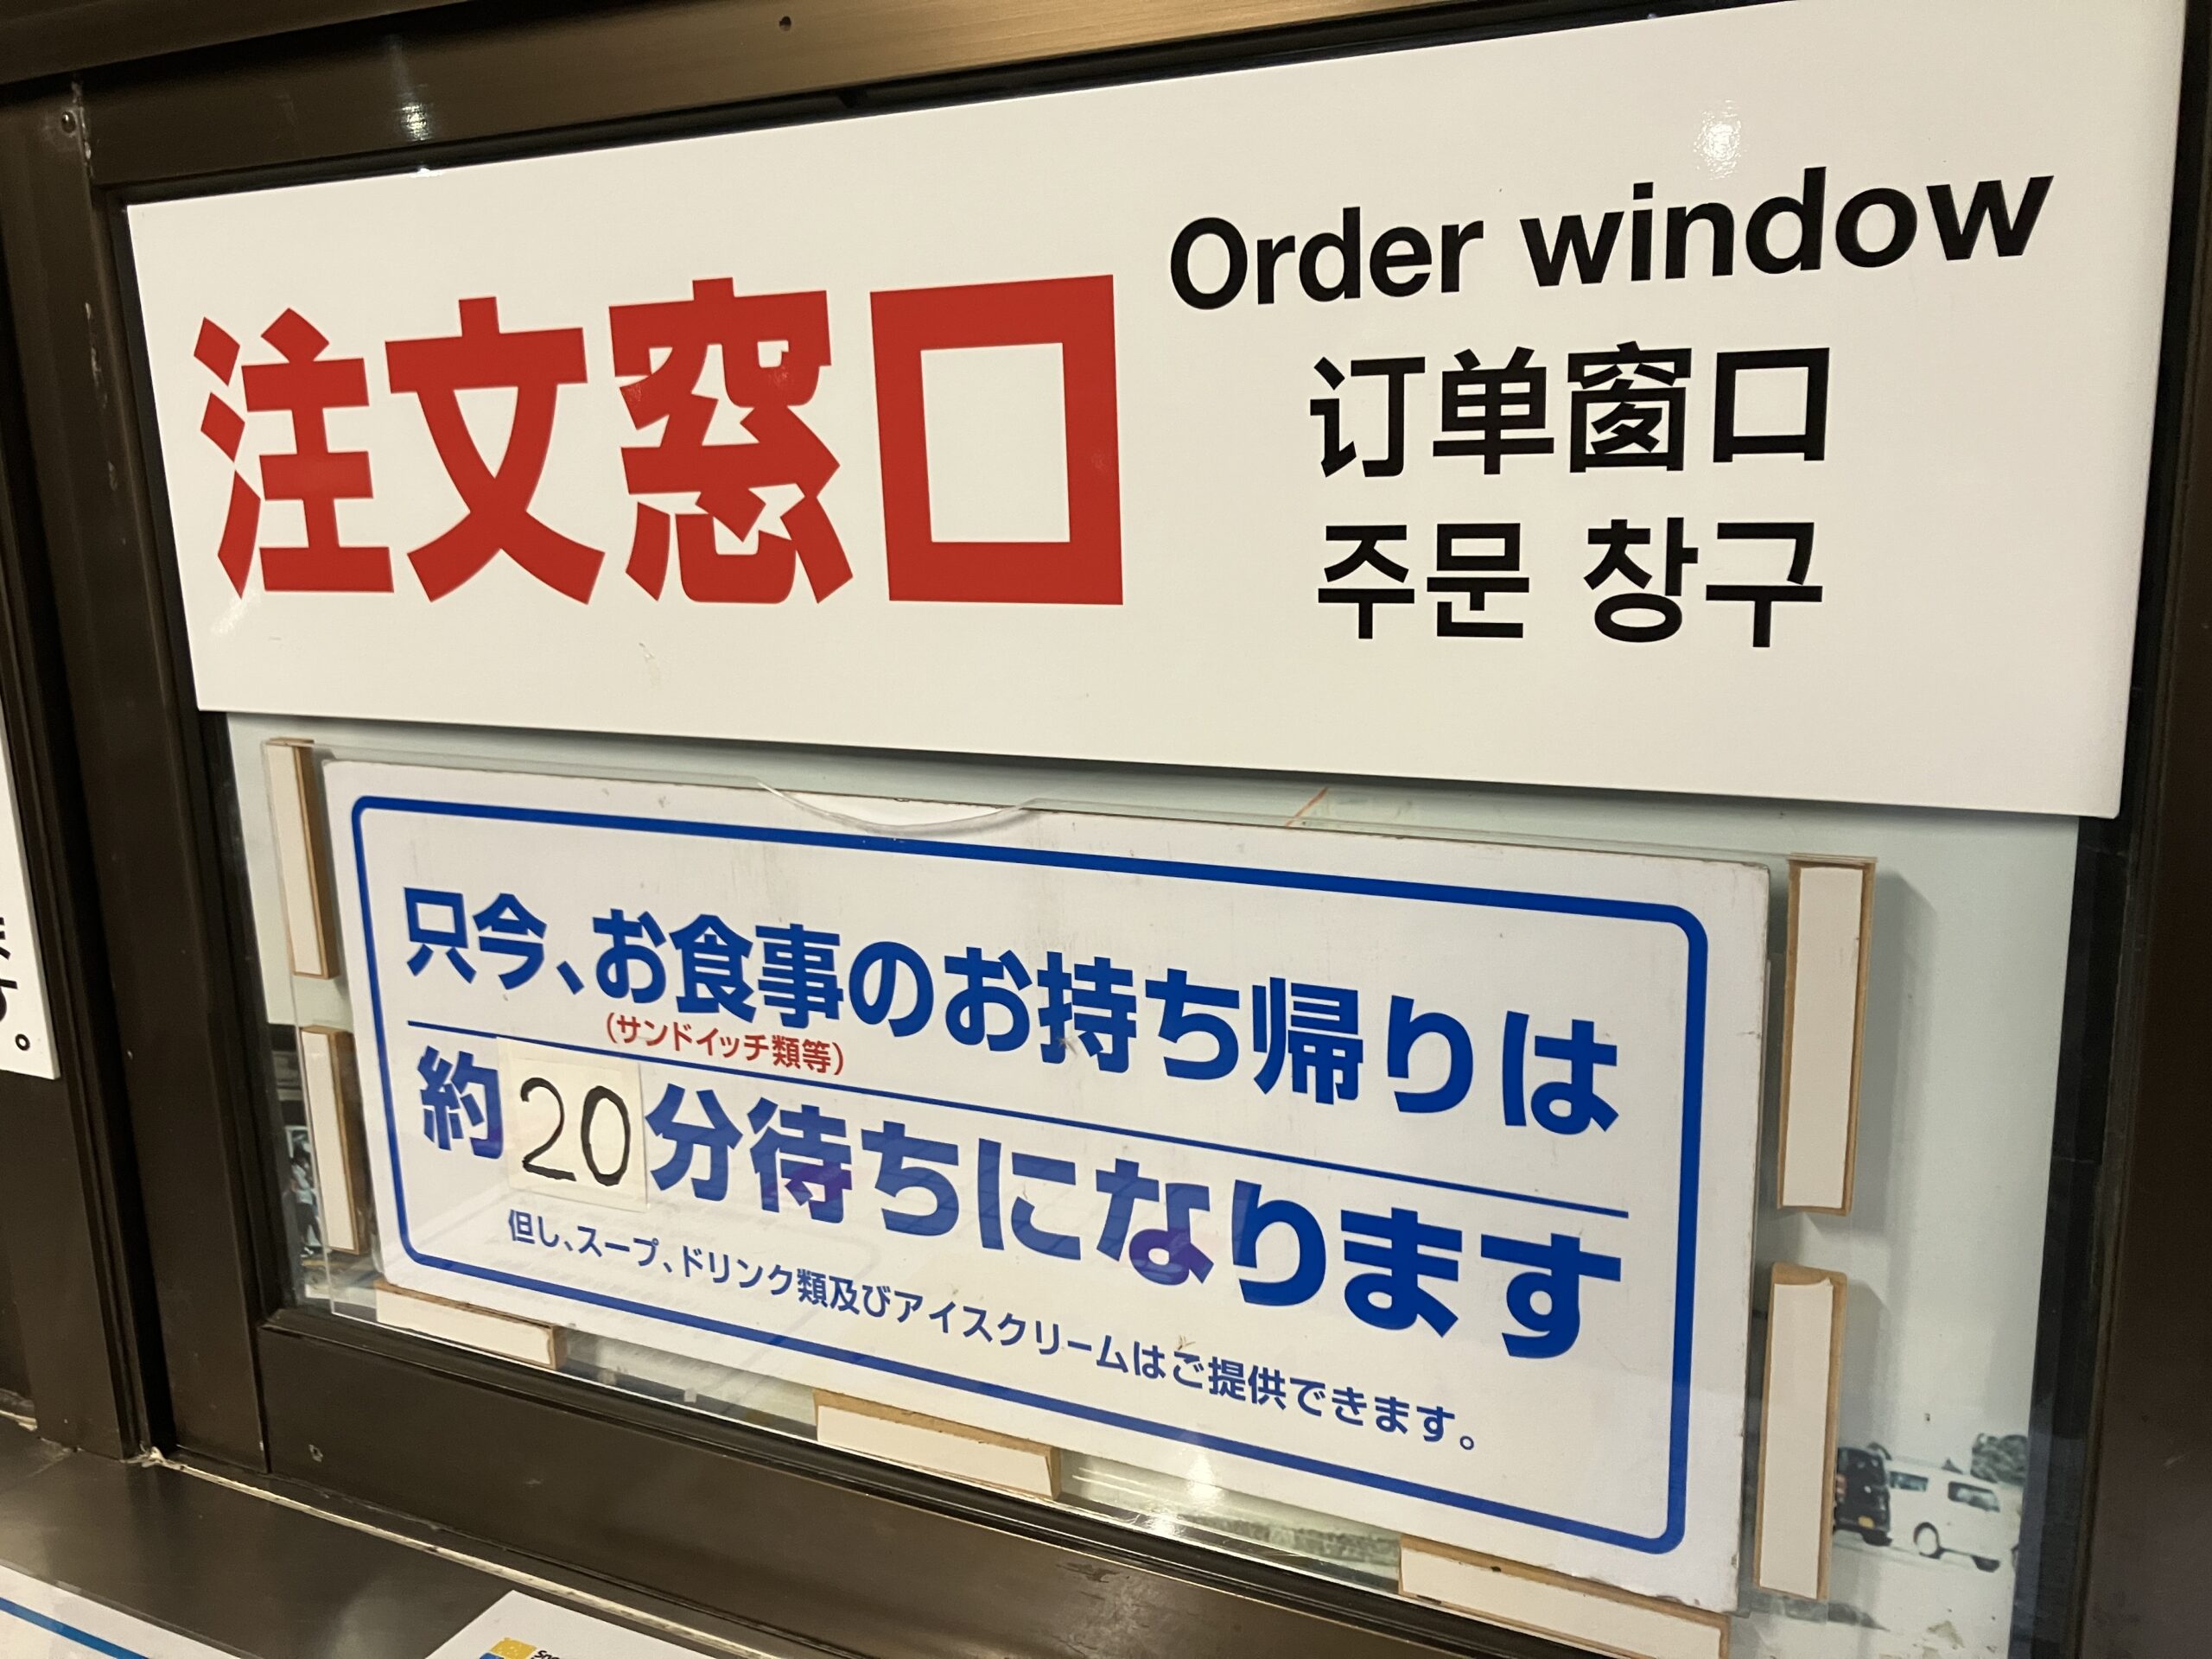 注文窓口
Order window
订单窗口
주문 창구
只今、お食事のお持ち帰りは
(サンドイッチ類等)
約20分待ちになります
但し、スープ、ドリンク類及びアイスクリームはご提供できます。